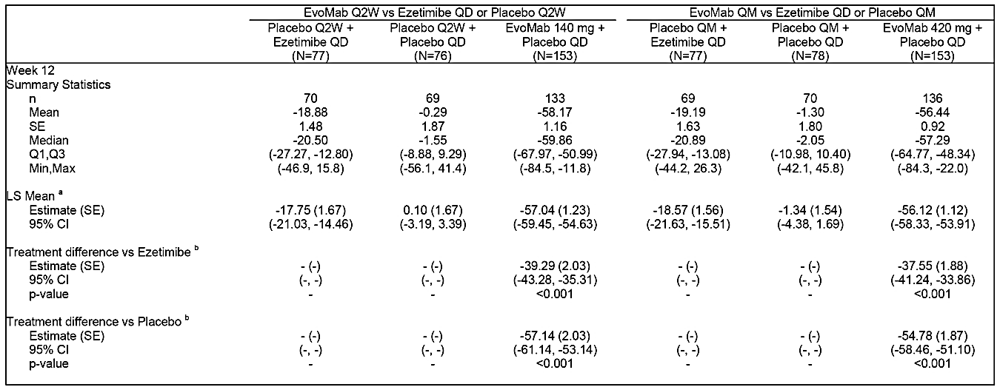 EvoMab Q2W vs Ezetimibe QD or Placebo Q2W EvoMab QM vs Ezetimibe QD or Placebo QM
Placebo Q2W + Placebo Q2W + EvoMab 140 mg + Placebo QM + Placebo QM + EvoMab 420 mg +
Ezetimibe QD Placebo QD Placebo QD Ezetimibe QD Placebo QD Placebo QD
(N=77) (N=76) (N=153) (N=77) (N=78) (N=153)
Week 12
Summary Statistics
n 70 69 133 69 70 136
Mean -18.88 -0.29 -58.17 -19.19 -1.30 -56.44
SE 1.48 1.87 1.16 1.63 1.80 0.92
Median -20.50 -1.55 -59.86 -20.89 -2.05 -57.29
Q1,Q3 (-27.27, -12.80) (-8.88, 9.29) (-67.97, -50.99) (-27.94, -13.08) (-10.98, 10.40) (-64.77, -48.34)
Min,Max (-46.9, 15.8) (-56.1, 41.4) (-84.5, -11.8) (-44.2, 26.3) (-42.1, 45.8) (-84.3, -22.0)
LS Mean a
Estimate (SE) -17.75 (1.67) 0.10 (1.67) -57.04 (1.23) -18.57 (1.56) -1.34 (1.54) -56.12 (1.12)
95% CI (-21.03, -14.46) (-3.19, 3.39) (-59.45, -54.63) (-21.63, -15.51) (-4.38, 1.69) (-58.33, -53.91)
Treatment difference vs Ezetimibe b
Estimate (SE) - (-) - (-) -39.29 (2.03) - (-) - (-) -37.55 (1.88)
95% CI (-, -) (-, -) (-43.28, -35.31) (-, -) (-, -) (-41.24, -33.86)
p-value - - <0.001 - - <0.001
Treatment difference vs Placebo b
Estimate (SE) - (-) - (-) -57.14 (2.03) - (-) - (-) -54.78 (1.87)
95% CI (-, -) (-, -) (-61.14, -53.14) (-, -) (-, -) (-58.46, -51.10)
p-value - - <0.001 - - <0.001